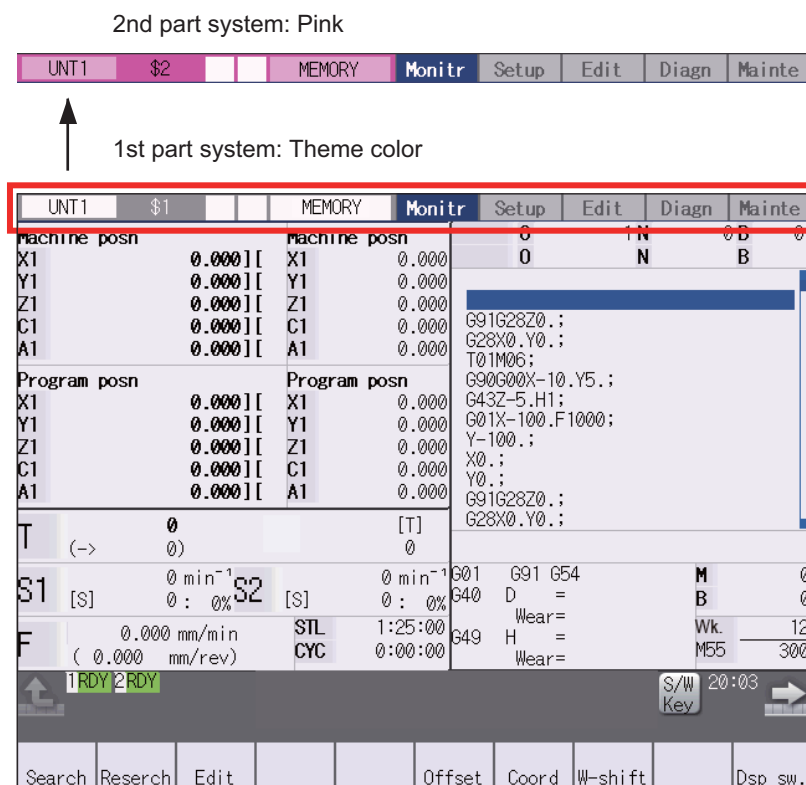 2nd part system: Pink
UNT1 $2 MEMORY Monitr Setup Edit Diagn Mainte
1st part system: Theme color
UNT1 $1 MEMORY Monitr Setup Edit Diagn Mainte
Machine posn Machine posn O 1 N 0 B 0
X1 0.000][ X1 0.000 O N B
Y1 0.000][ Y1 0.000
Z1 0.000][ Z1 0.000
C1 0.000][ C1 0.000
A1 0.000][ A1 0.000
Program posn Program posn
X1 0.000][ X1 0.000
Y1 0.000][ Y1 0.000
Z1 0.000][ Z1 0.000
C1 0.000][ C1 0.000
A1 0.000][ A1 0.000
G91G28Z0.;
G28X0.Y0.;
T01M06;
G90G00X-10.Y5.;
G43Z-5.H1;
G01X-100.F1000;
Y-100.;
X0.;
Y0.;
G91G28Z0.;
G28X0.Y0.;
T 0 [T]
(-> 0) 0
S1 0 min⁻¹ S2 0 min⁻¹
[S] 0 : 0% [S] 0 : 0%
F 0.000 mm/min STL 1:25:00
( 0.000 mm/rev) CYC 0:00:00
G01 G91 G54 M 0
G40 D = B 0
Wear=
G49 H = Wk. 12
Wear= M55 300
1RDY 2RDY S/W Key 20:03
Search Reserch Edit Offset Coord W-shift Dsp sw.